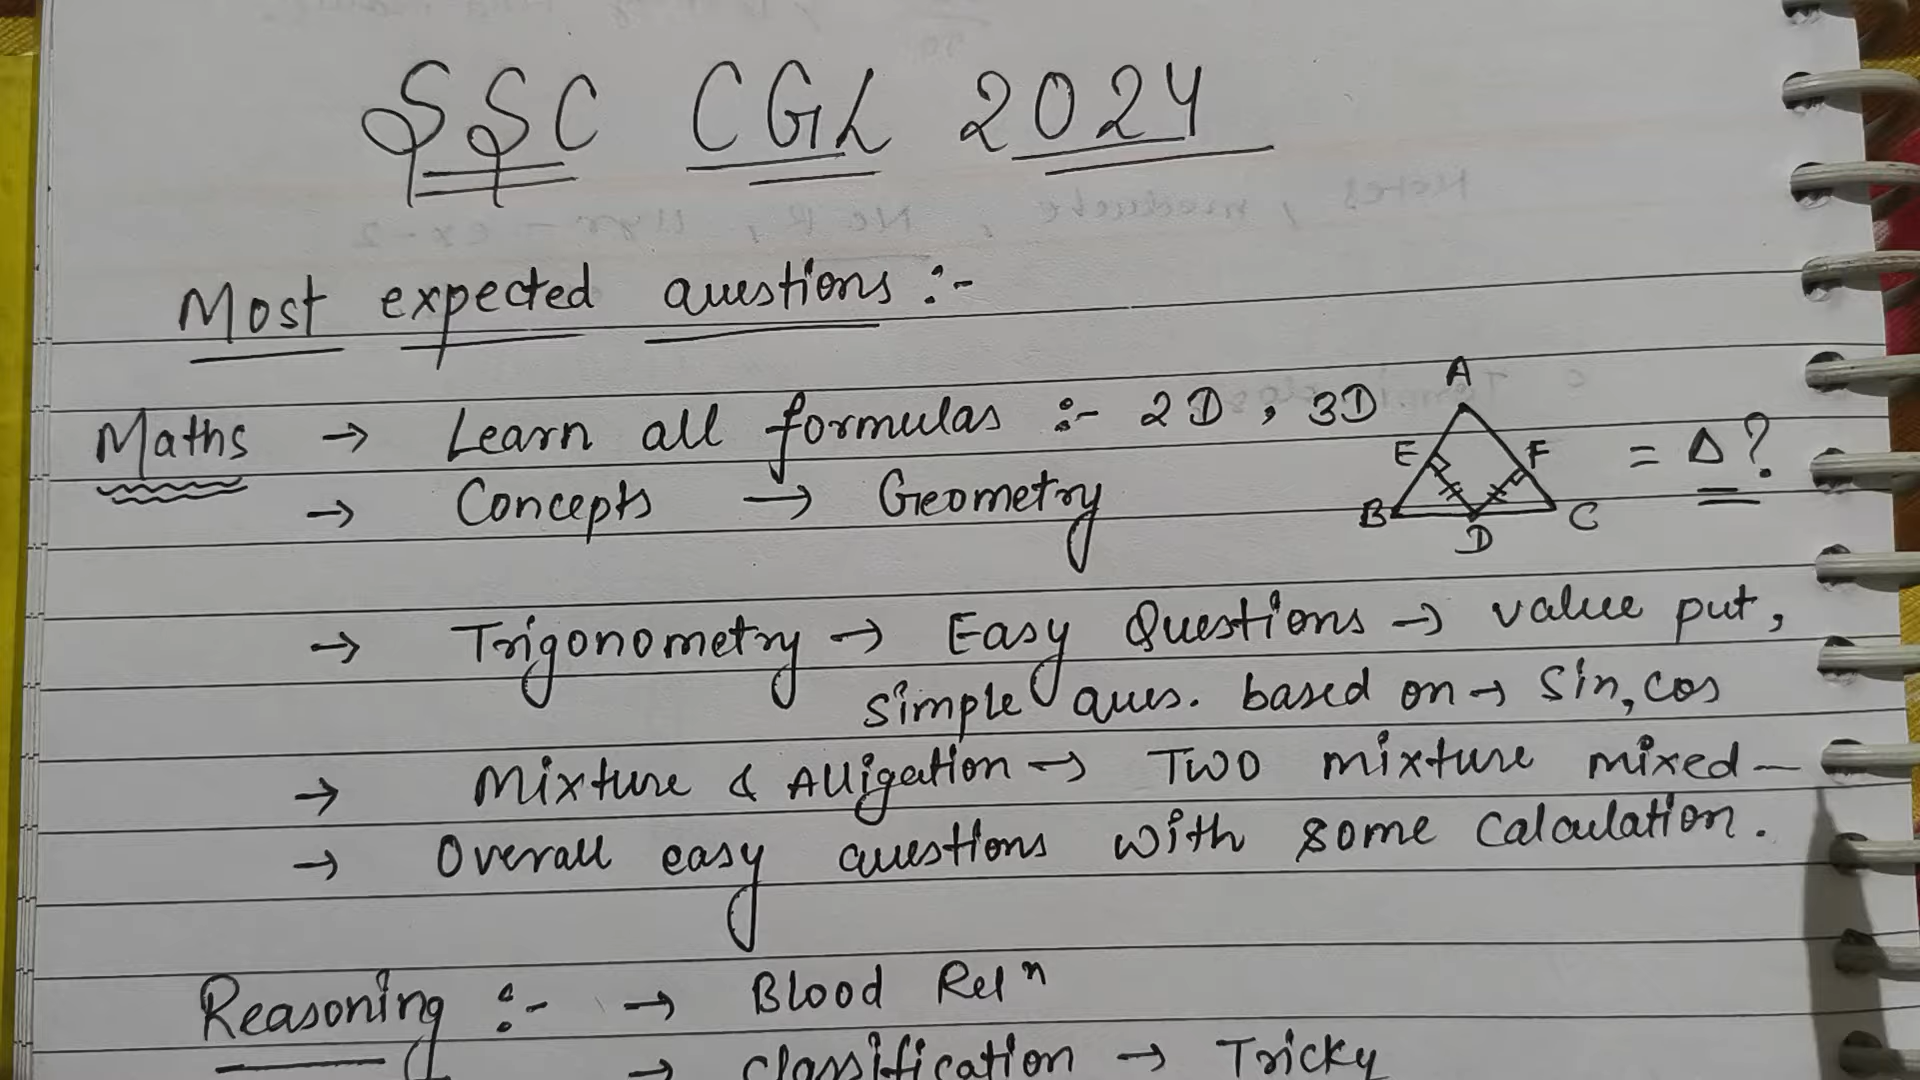 SSC CGL 2024
Most expected questions :-
Maths → Learn all formulas :- 2D, 3D
→ Concepts → Geometry
A
E F
B D C
= Δ?
→ Trigonometry → Easy Questions → value put,
simple ques. based on → Sin, cos
→ Mixture & Alligation → Two mixture mixed –
→ Overall easy questions with some calculation.
Reasoning :- → Blood Relⁿ
→ classification → Tricky